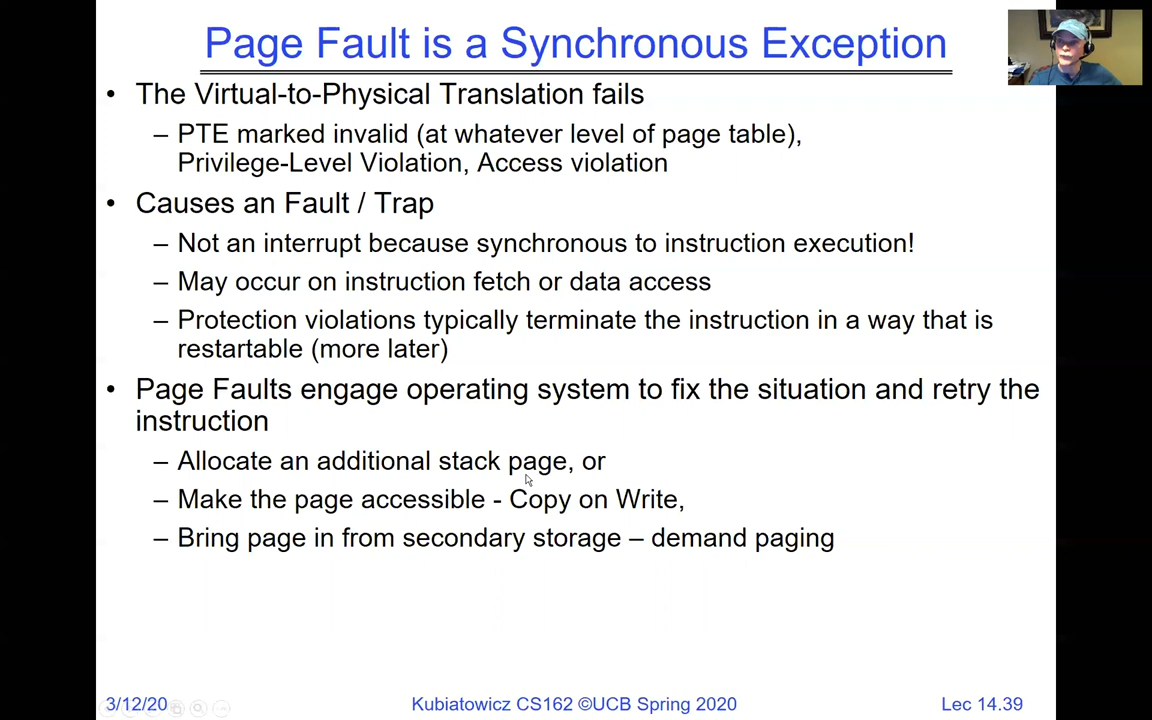 Page Fault is a Synchronous Exception
• The Virtual-to-Physical Translation fails
– PTE marked invalid (at whatever level of page table),
Privilege-Level Violation, Access violation
• Causes an Fault / Trap
– Not an interrupt because synchronous to instruction execution!
– May occur on instruction fetch or data access
– Protection violations typically terminate the instruction in a way that is
restartable (more later)
• Page Faults engage operating system to fix the situation and retry the
instruction
– Allocate an additional stack page, or
– Make the page accessible - Copy on Write,
– Bring page in from secondary storage – demand paging
3/12/20
Kubiatowicz CS162 ©UCB Spring 2020
Lec 14.39